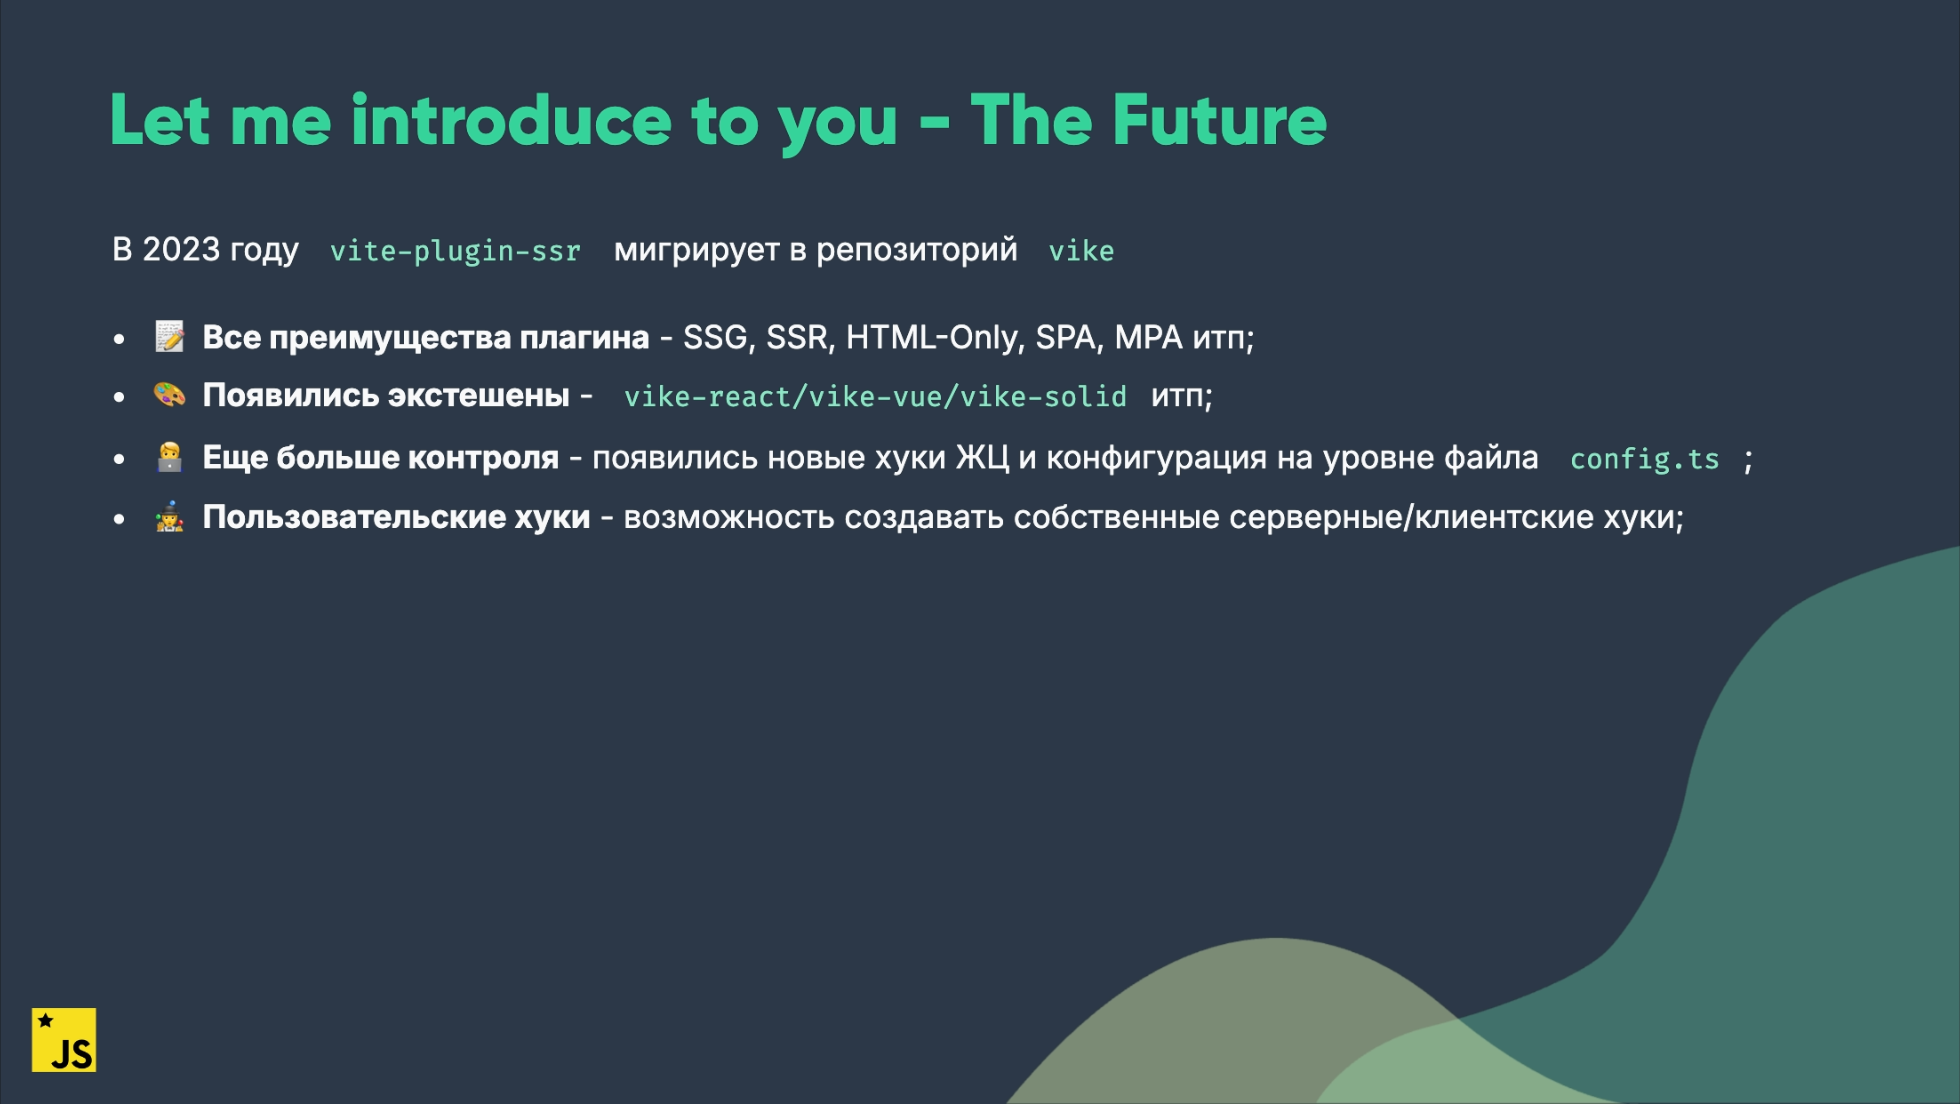 Let me introduce to you - The Future
В 2023 году vite-plugin-ssr мигрирует в репозиторий vike
• 📝 Все преимущества плагина - SSG, SSR, HTML-Only, SPA, MPA итп;
• 🎨 Появились экстешены - vike-react/vike-vue/vike-solid итп;
• 🧑‍💻 Еще больше контроля - появились новые хуки ЖЦ и конфигурация на уровне файла config.ts ;
• 🤹 Пользовательские хуки - возможность создавать собственные серверные/клиентские хуки;
JS